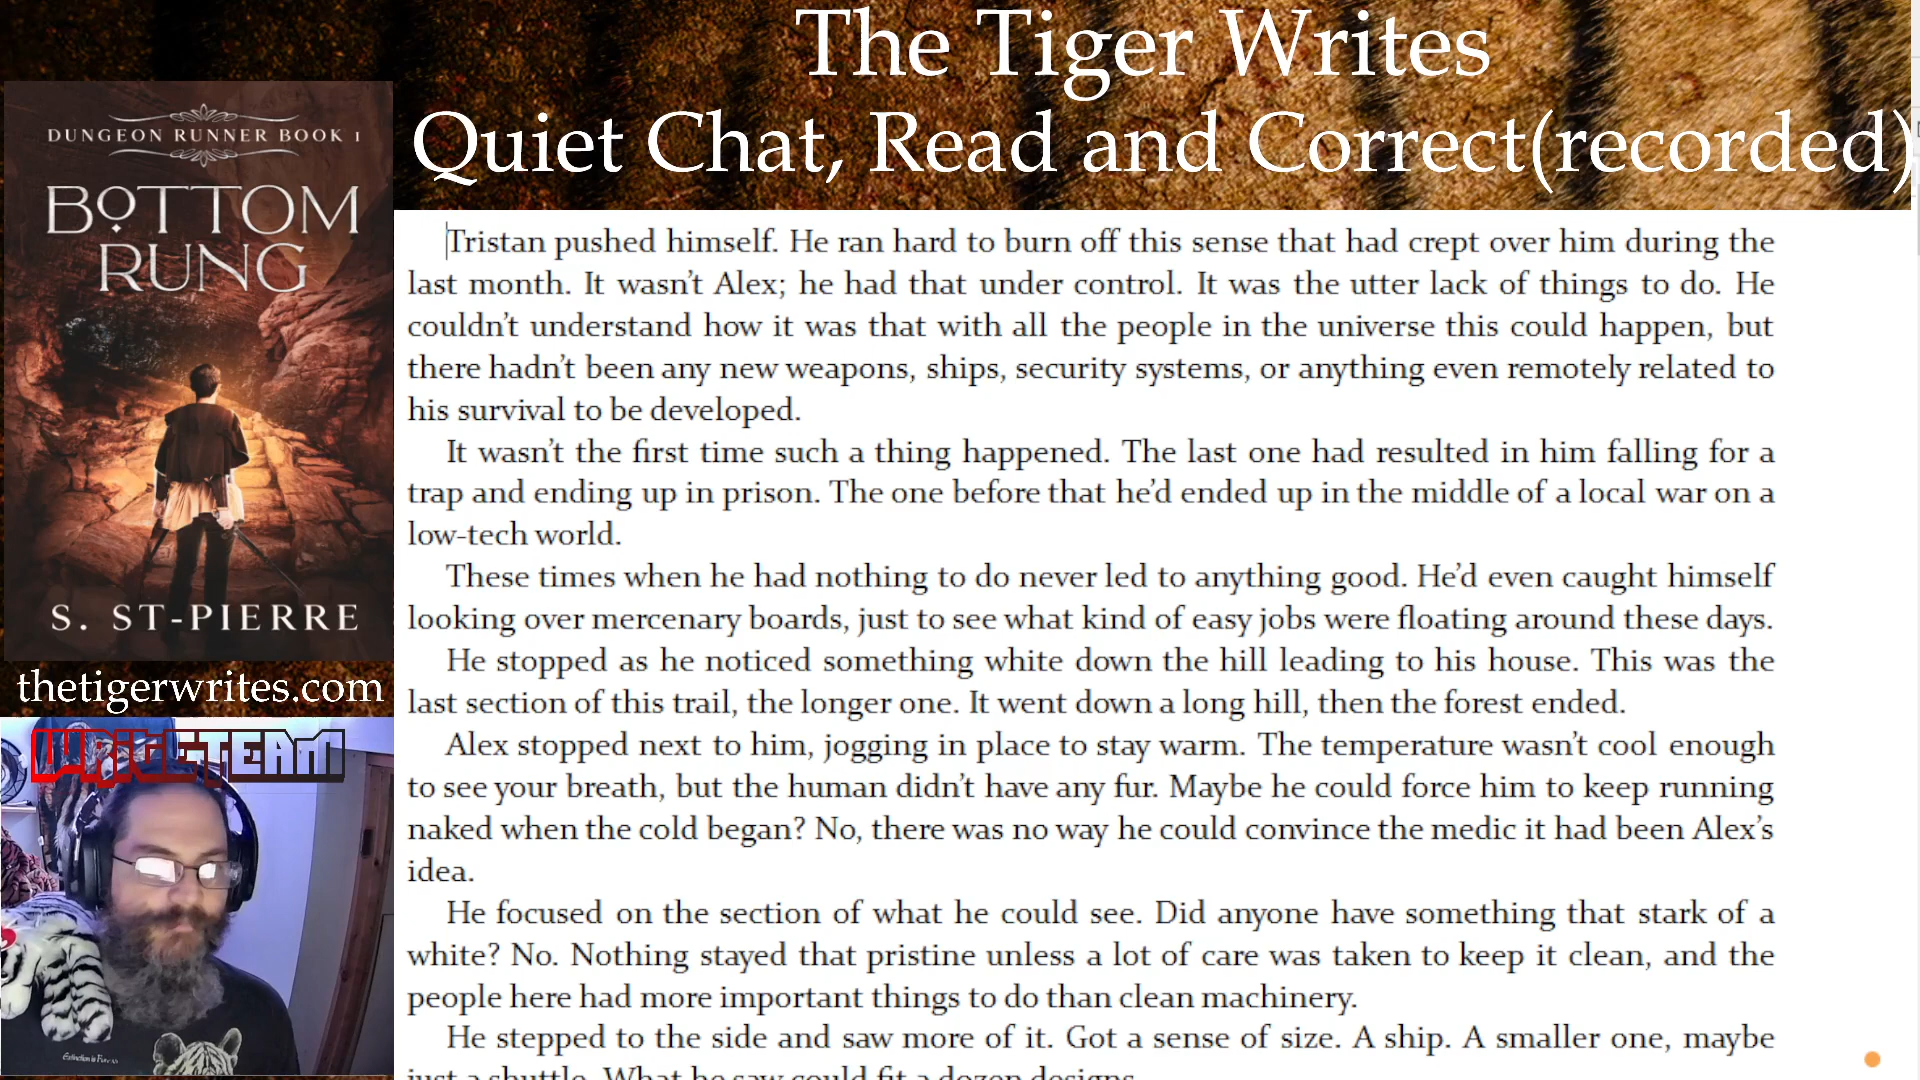 The Tiger Writes
Quiet Chat, Read and Correct(recorded)
DUNGEON RUNNER BOOK 1
BOTTOM
RUNG
S. ST-PIERRE
thetigerwrites.com
WRITETEAM
Extinction is Forever
Tristan pushed himself. He ran hard to burn off this sense that had crept over him during the
last month. It wasn’t Alex; he had that under control. It was the utter lack of things to do. He
couldn’t understand how it was that with all the people in the universe this could happen, but
there hadn’t been any new weapons, ships, security systems, or anything even remotely related to
his survival to be developed.
It wasn’t the first time such a thing happened. The last one had resulted in him falling for a
trap and ending up in prison. The one before that he’d ended up in the middle of a local war on a
low-tech world.
These times when he had nothing to do never led to anything good. He’d even caught himself
looking over mercenary boards, just to see what kind of easy jobs were floating around these days.
He stopped as he noticed something white down the hill leading to his house. This was the
last section of this trail, the longer one. It went down a long hill, then the forest ended.
Alex stopped next to him, jogging in place to stay warm. The temperature wasn’t cool enough
to see your breath, but the human didn’t have any fur. Maybe he could force him to keep running
naked when the cold began? No, there was no way he could convince the medic it had been Alex’s
idea.
He focused on the section of what he could see. Did anyone have something that stark of a
white? No. Nothing stayed that pristine unless a lot of care was taken to keep it clean, and the
people here had more important things to do than clean machinery.
He stepped to the side and saw more of it. Got a sense of size. A ship. A smaller one, maybe
just a shuttle. What he saw could fit a dozen designs.